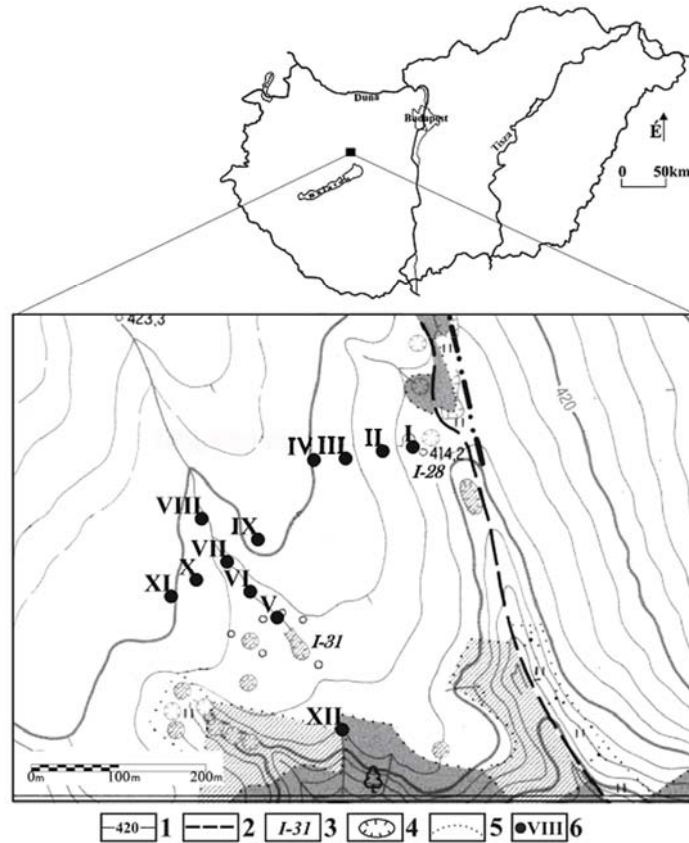 Duna
Budapest
Tisza
É
0 50km
423,3
420
IV III II I
414,2
I-28
VIII
IX
VII
X
VI
XI
V
I-31
XII
0m 100m 200m
420 1 2 I-31 3 4 5 VIII 6